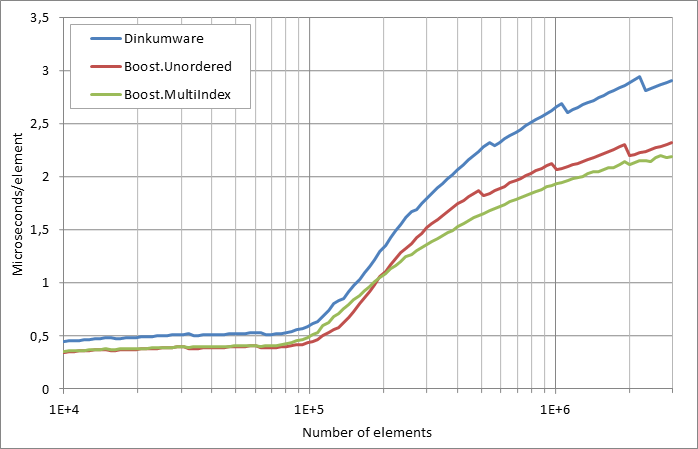 3,5
3
2,5
2
1,5
1
0,5
0
Dinkumware
Boost.Unordered
Boost.MultiIndex
Microseconds/element
1E+4
1E+5
1E+6
Number of elements